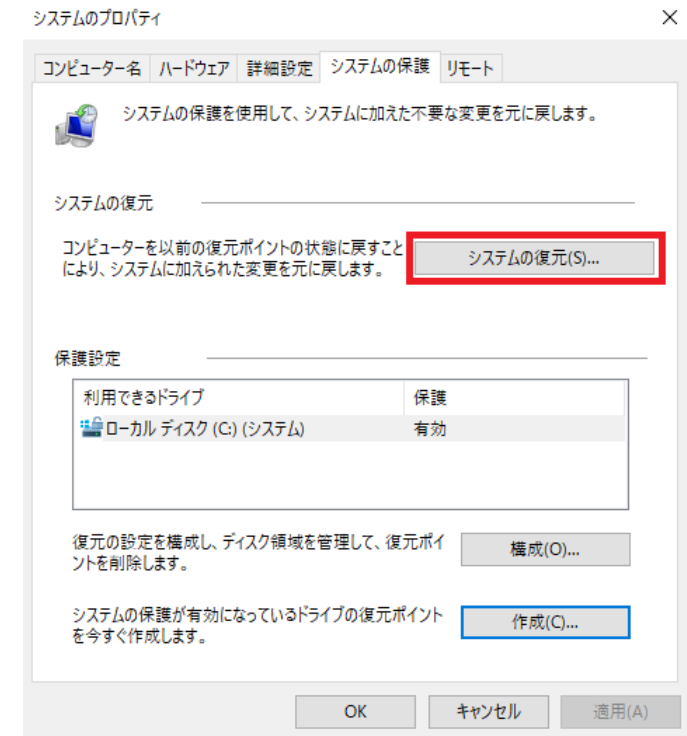 システムのプロパティ
コンピューター名 ハードウェア 詳細設定 システムの保護 リモート
システムの保護を使用して、システムに加えた不要な変更を元に戻します。
システムの復元
コンピューターを以前の復元ポイントの状態に戻すこと
により、システムに加えられた変更を元に戻します。
システムの復元(S)...
保護設定
利用できるドライブ 保護
ローカル ディスク (C:) (システム) 有効
復元の設定を構成し、ディスク領域を管理して、復元ポイ
ントを削除します。
構成(O)...
システムの保護が有効になっているドライブの復元ポイント
を今すぐ作成します。
作成(C)...
OK キャンセル 適用(A)